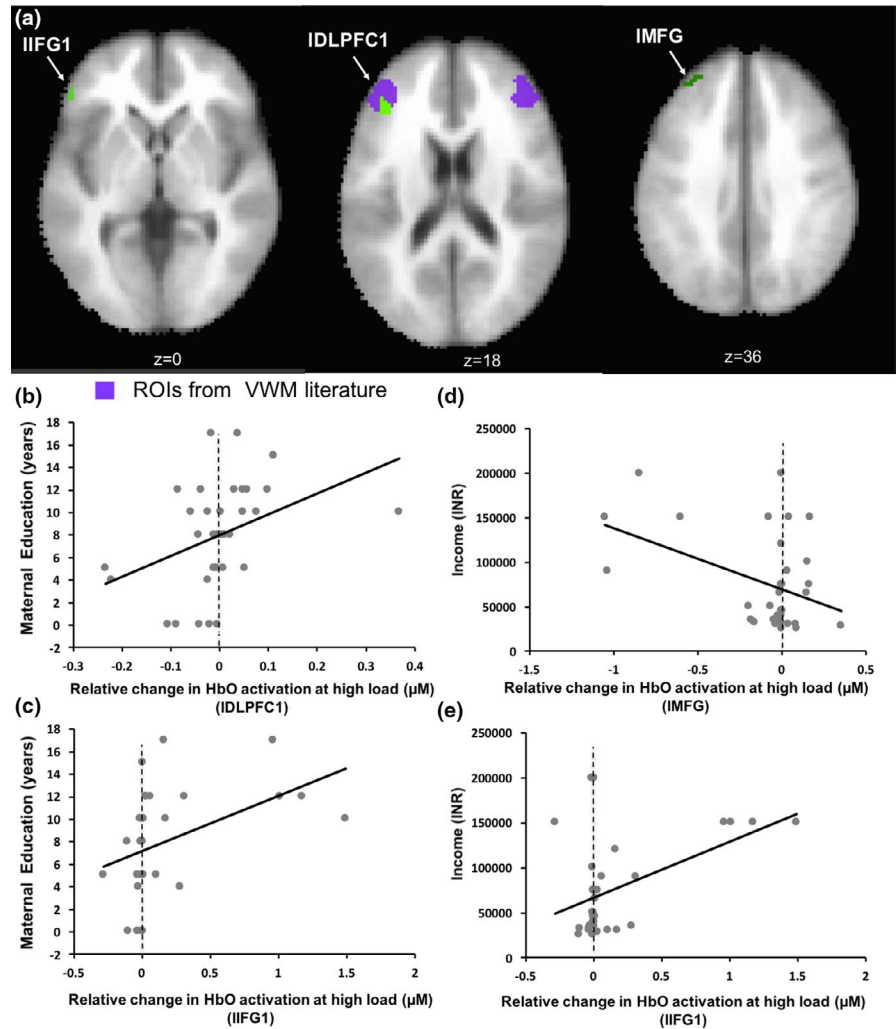 (a)
lIFG1
lDLPFC1
lMFG
z=0
z=18
z=36
ROIs from VWM literature
(b)
Maternal Education (years)
18
16
14
12
10
8
6
4
2
0
-2
-0.3
-0.2
-0.1
0
0.1
0.2
0.3
0.4
Relative change in HbO activation at high load (µM)
(lDLPFC1)
(d)
Income (INR)
250000
200000
150000
100000
50000
0
-1.5
-1
-0.5
0
0.5
Relative change in HbO activation at high load (µM)
(lMFG)
(c)
Maternal Education (years)
18
16
14
12
10
8
6
4
2
0
-2
-0.5
0
0.5
1
1.5
2
Relative change in HbO activation at high load (µM)
(lIFG1)
(e)
Income (INR)
250000
200000
150000
100000
50000
0
-0.5
0
0.5
1
1.5
2
Relative change in HbO activation at high load (µM)
(lIFG1)